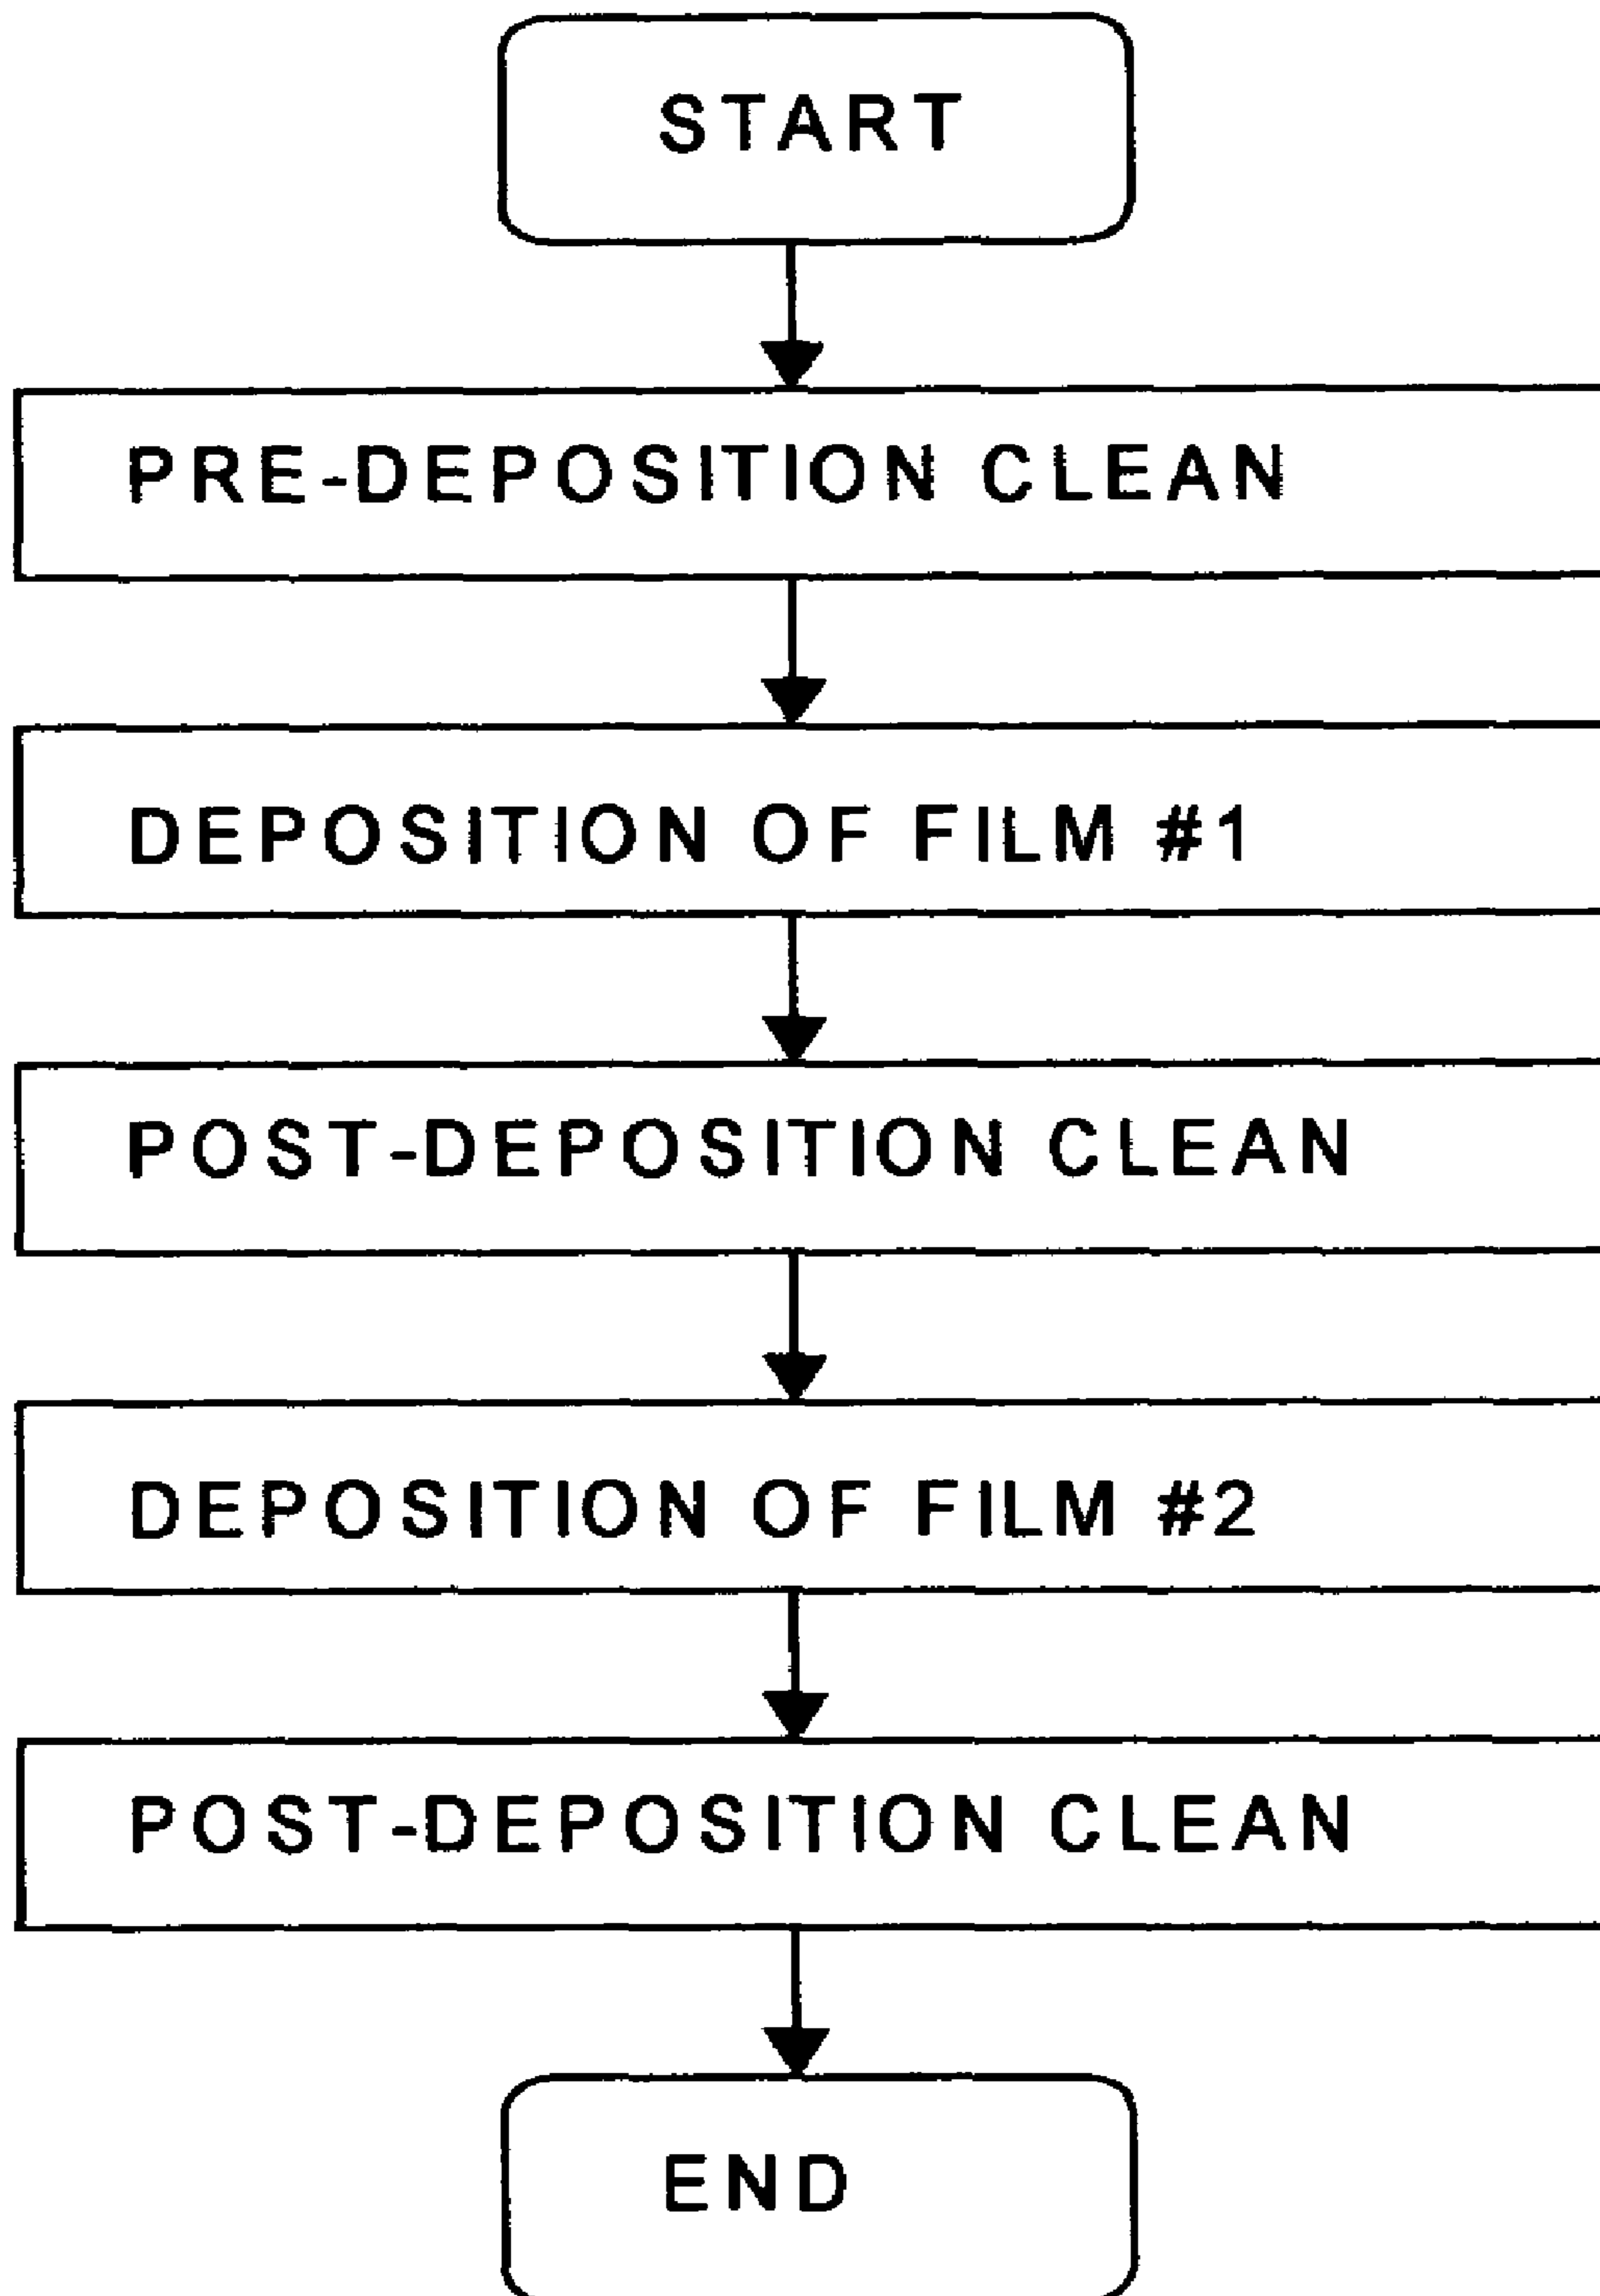 START
PRE-DEPOSITION CLEAN
DEPOSITION OF FILM #1
POST-DEPOSITION CLEAN
DEPOSITION OF FILM #2
POST-DEPOSITION CLEAN
END